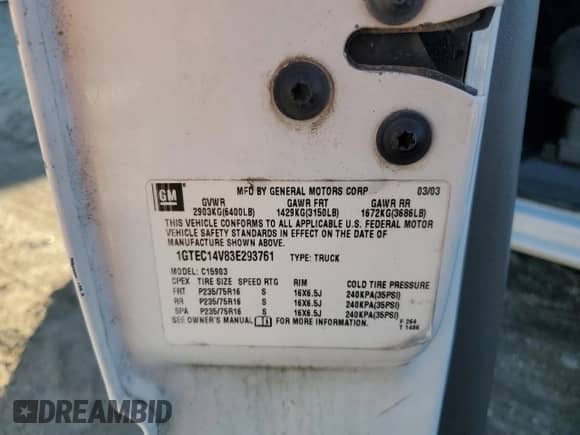 GM
MFD BY GENERAL MOTORS CORP 03/03
GVWR GAWR FRT GAWR RR
2903KG(6400LB) 1429KG(3150LB) 1672KG(3686LB)
THIS VEHICLE CONFORMS TO ALL APPLICABLE U.S. FEDERAL MOTOR
VEHICLE SAFETY STANDARDS IN EFFECT ON THE DATE OF
MANUFACTURE SHOWN ABOVE.
1GTEC14V83E293761 TYPE: TRUCK
MODEL: C15903
CPEX TIRE SIZE SPEED RTG RIM COLD TIRE PRESSURE
FRT P235/75R16 S 16X6.5J 240KPA(35PSI)
RR P235/75R16 S 16X6.5J 240KPA(35PSI)
SPA P235/75R16 S 16X6.5J 240KPA(35PSI)
SEE OWNER'S MANUAL FOR MORE INFORMATION.
F 264
T 1486
DREAMBID